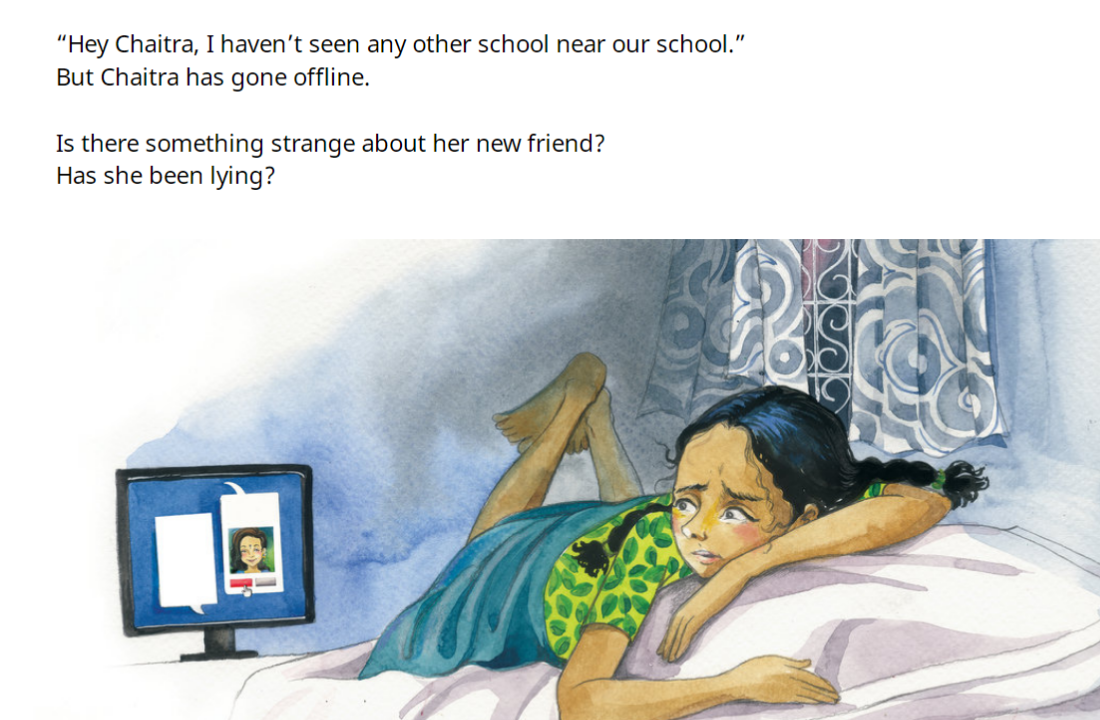 “Hey Chaitra, I haven’t seen any other school near our school.”
But Chaitra has gone offline.
Is there something strange about her new friend?
Has she been lying?